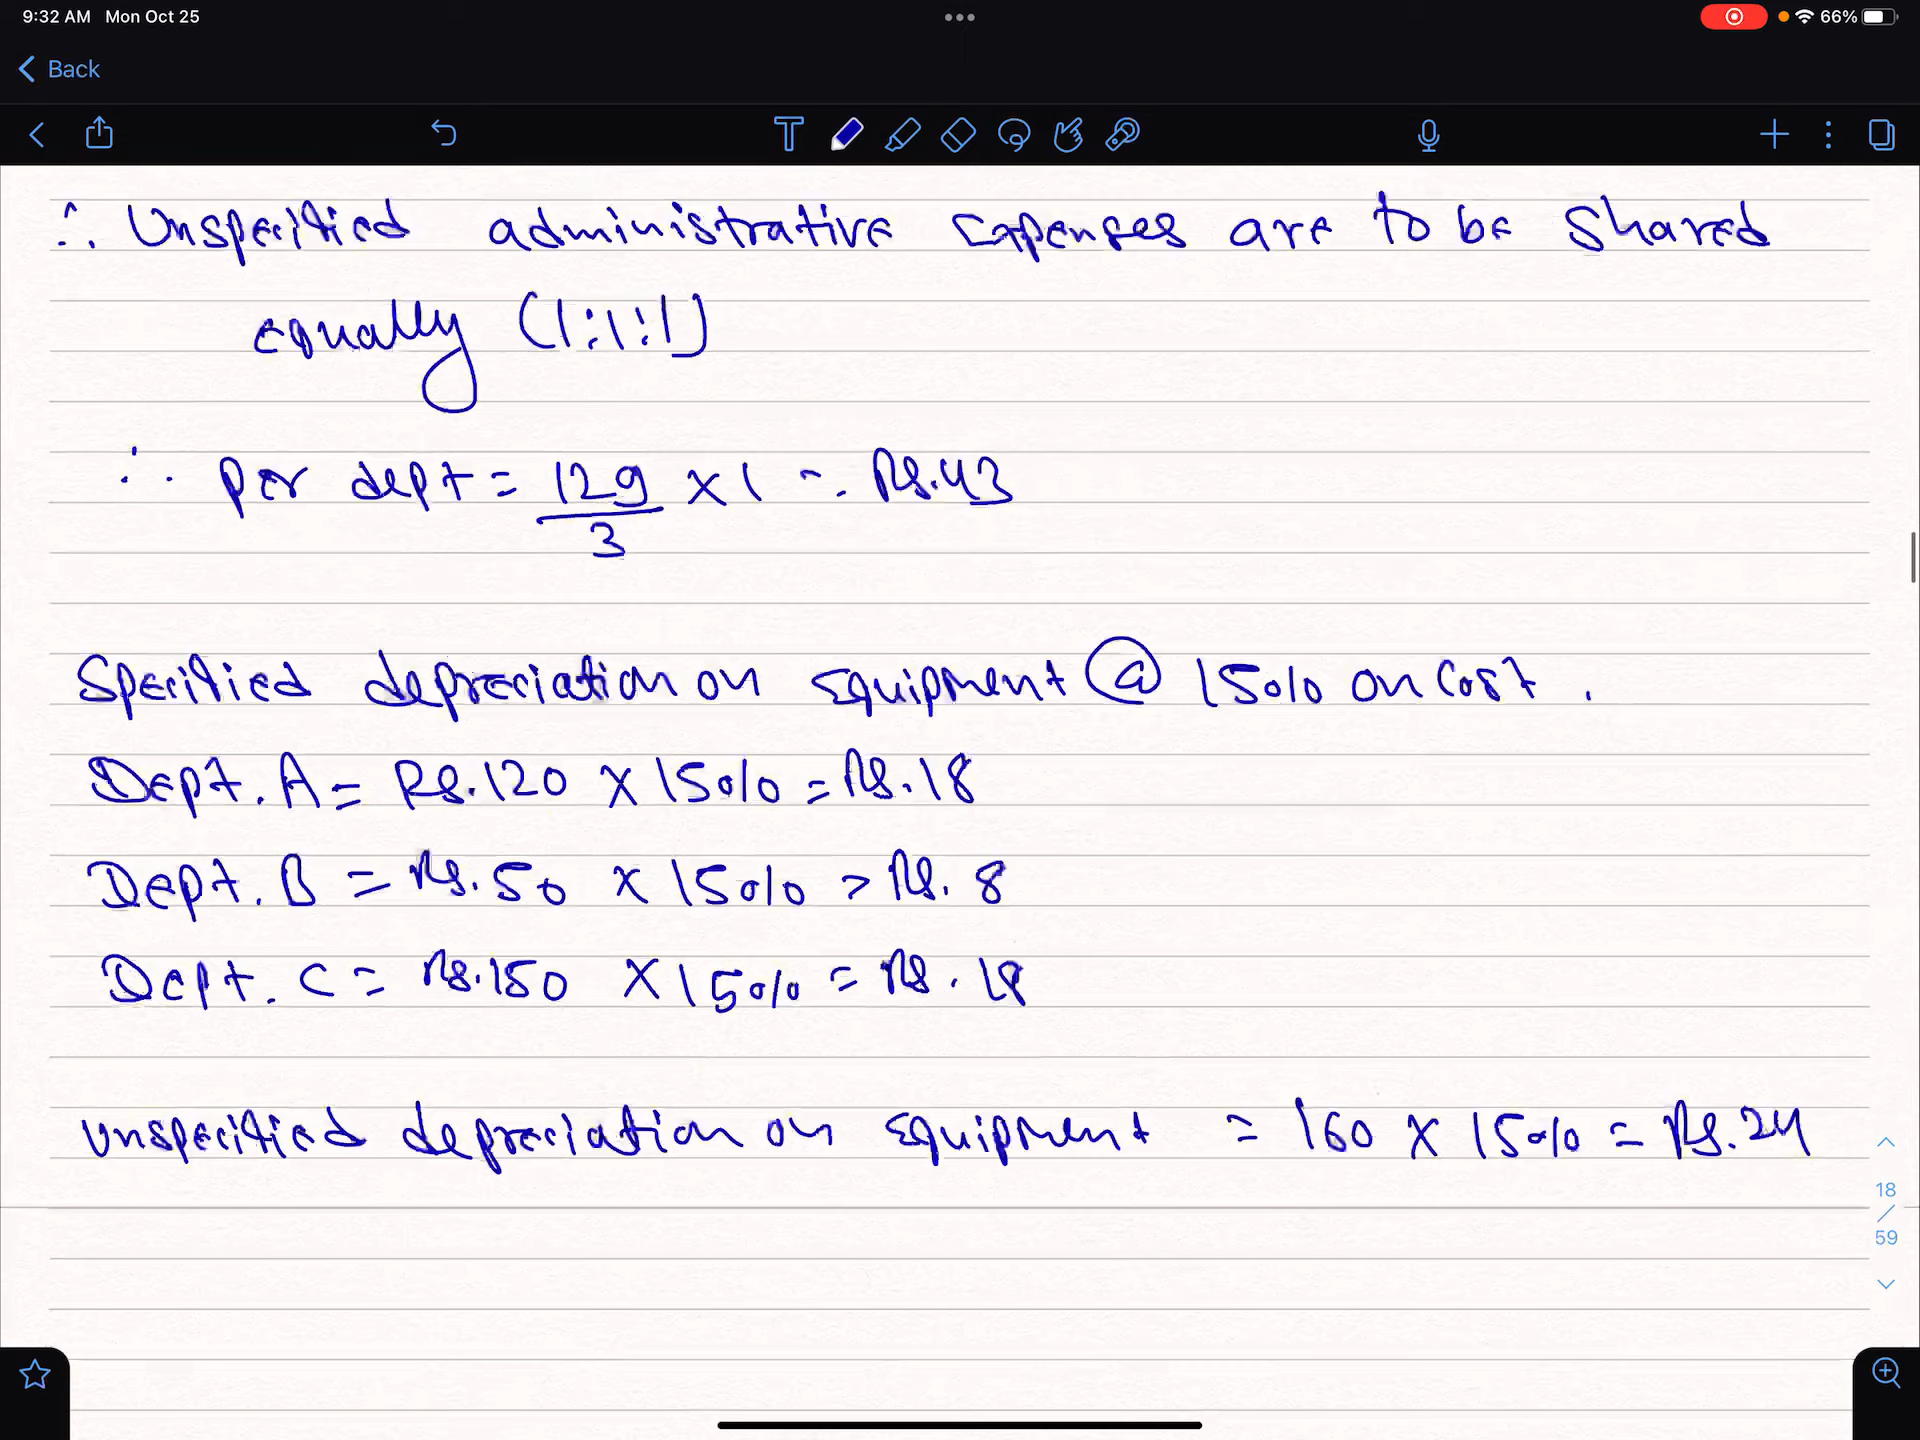 9:32 AM Mon Oct 25
66%
Back
∴ Unspecified administrative expenses are to be shared
equally (1:1:1)
∴ Per dept = 129/3 × 1 = Rs.43
Specified depreciation on equipment @ 15% on cost.
Dept. A = Rs.120 × 15% = Rs.18
Dept. B = Rs.50 × 15% = Rs.8
Dept. C = Rs.150 × 15% = Rs.18
Unspecified depreciation on equipment = 160 × 15% = Rs.24
18
/
59